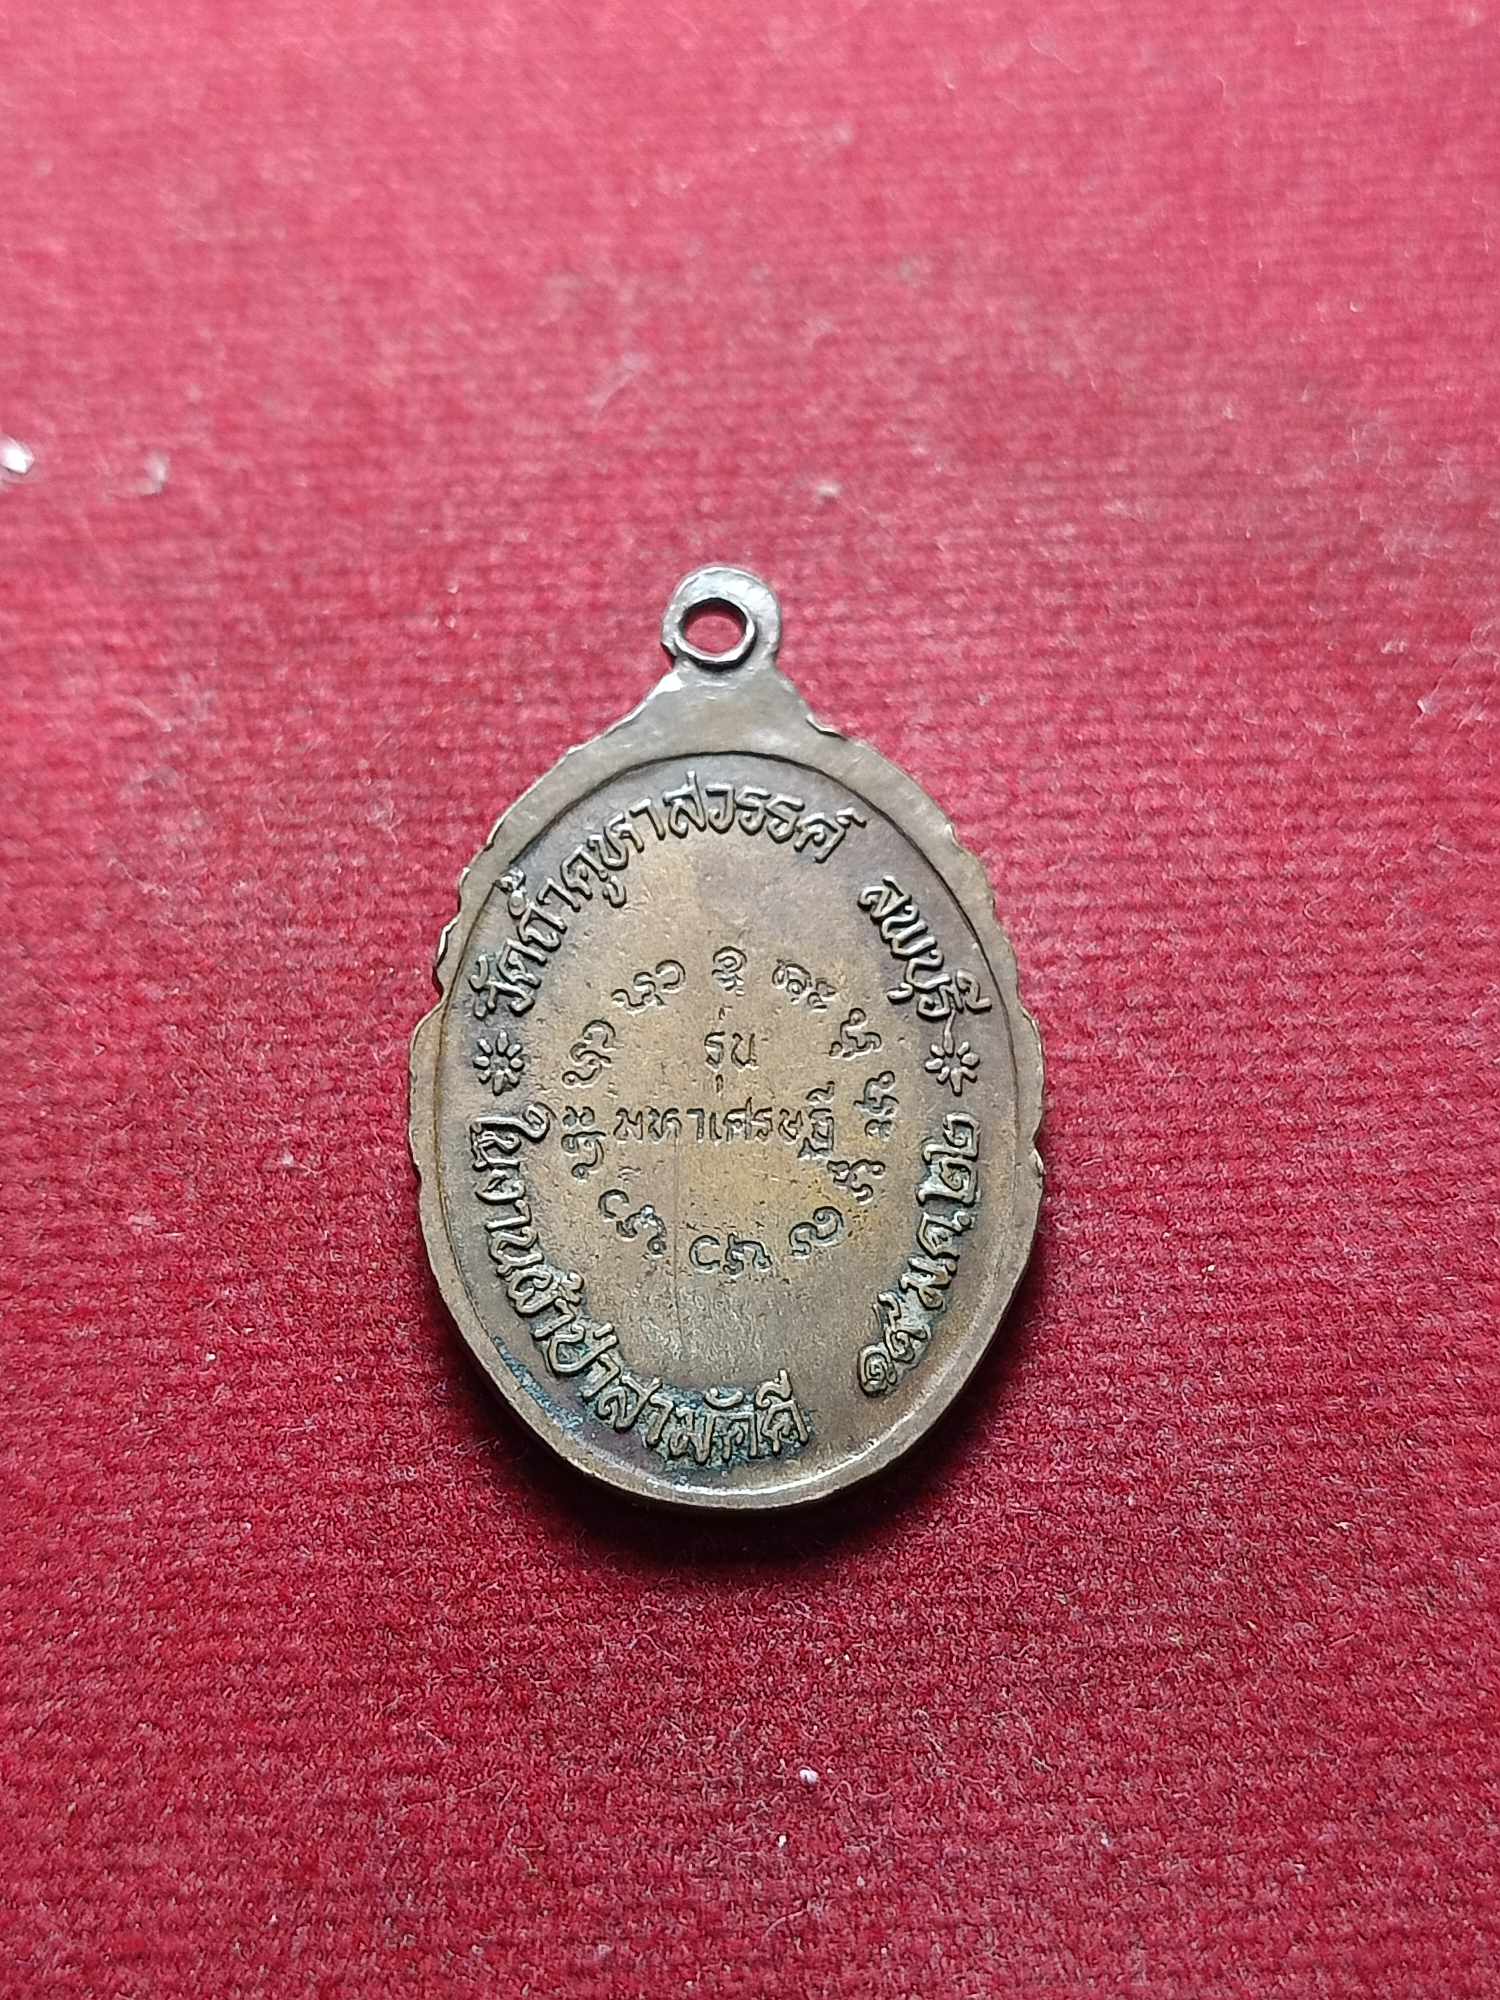 วัดถ้ำคูหาสวรรค์ ลพบุรี
รุ่น
มหาเศรษฐี
ในงานผ้าป่าสามัคคี
๑๕ ม.ค. ๒๒